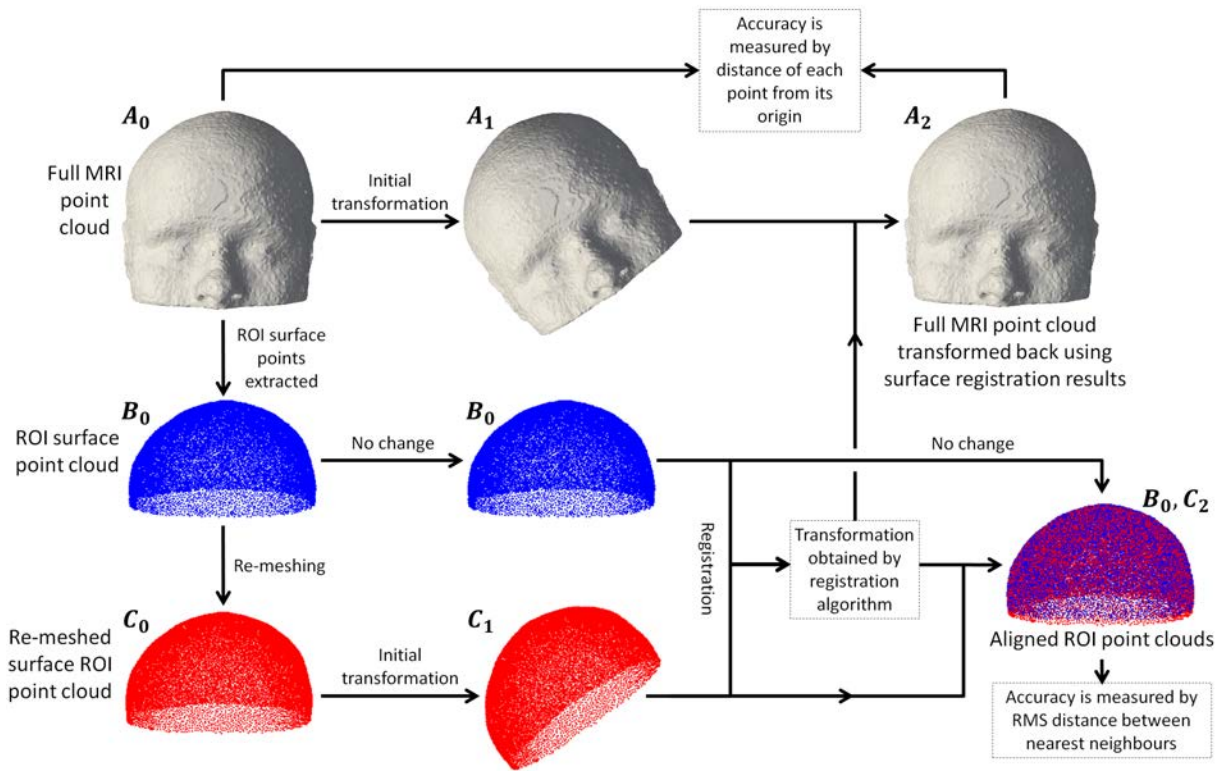 Accuracy is
measured by
distance of each
point from its
origin
A₀
A₁
A₂
Full MRI
point
cloud
Initial
transformation
ROI surface
points
extracted
Full MRI point cloud
transformed back using
surface registration results
B₀
B₀
ROI surface
point cloud
No change
No change
B₀, C₂
Registration
Transformation
obtained by
registration
algorithm
Re-meshing
C₀
C₁
Re-meshed
surface ROI
point cloud
Initial
transformation
Aligned ROI point clouds
Accuracy is measured by
RMS distance between
nearest neighbours